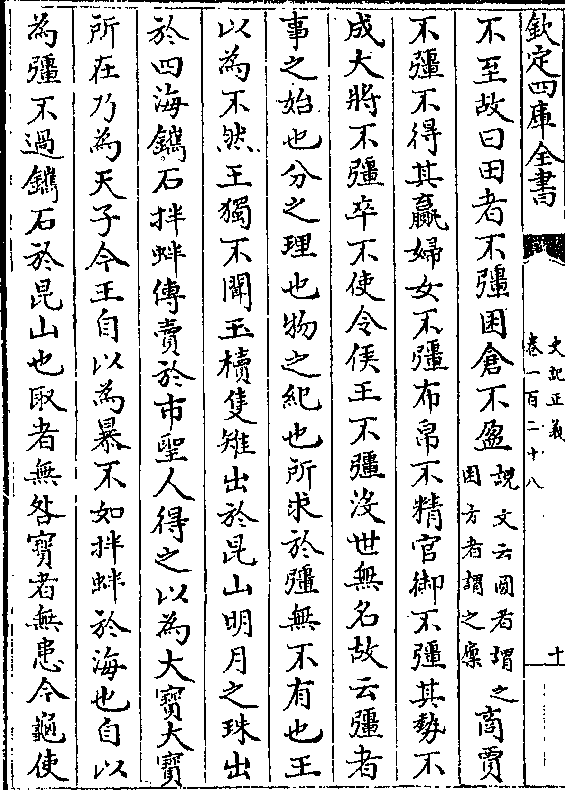 欽定四庫全書
史記正義
卷一百二十八
十
不至故曰田者不彊囷倉不盈說文云圓者謂之囷方者謂之廩商賈
不彊不得其贏婦女不彊布帛不精官御不彊其勢不
成大將不彊卒不使令侯王不彊沒世無名故云彊者
事之始也分之理也物之紀也所求於彊無不有也王
以為不然王獨不聞玉櫝隻雉出於昆山明月之珠出
於四海鐫石拌蚌傳賣於市聖人得之以為大寳大寳
所在乃為天子今王自以為暴不如拌蚌於海也自以
為彊不過鐫石於昆山也取者無咎寳者無患今龜使